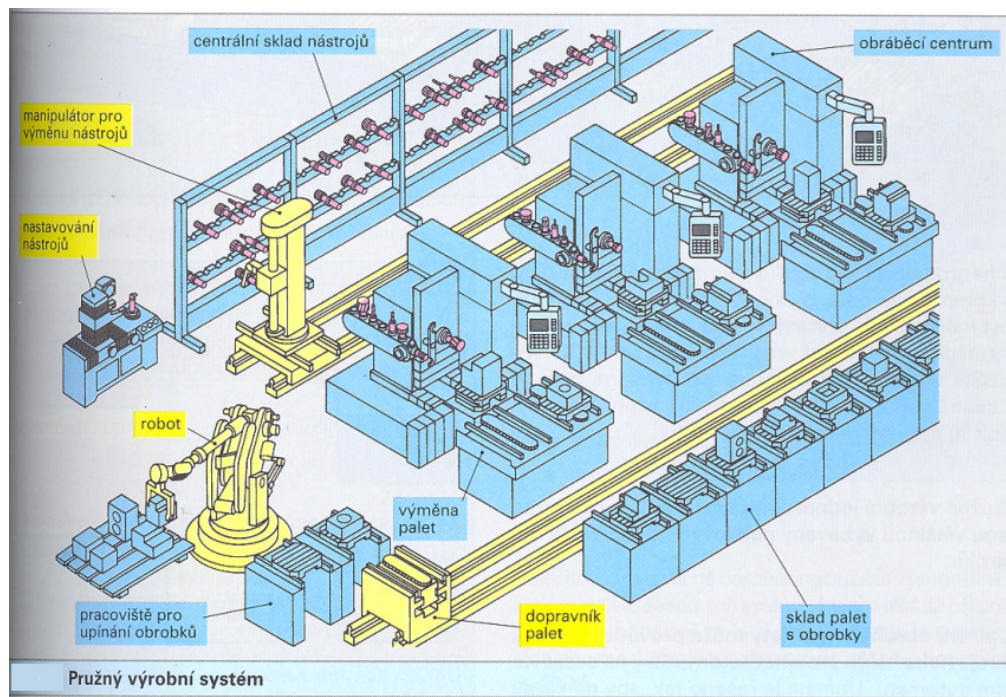 centrální sklad nástrojů
obráběcí centrum
manipulátor pro
výměnu nástrojů
nastavování
nástrojů
robot
výměna
palet
pracoviště pro
upínání obrobků
dopravník
palet
sklad palet
s obrobky
Pružný výrobní systém